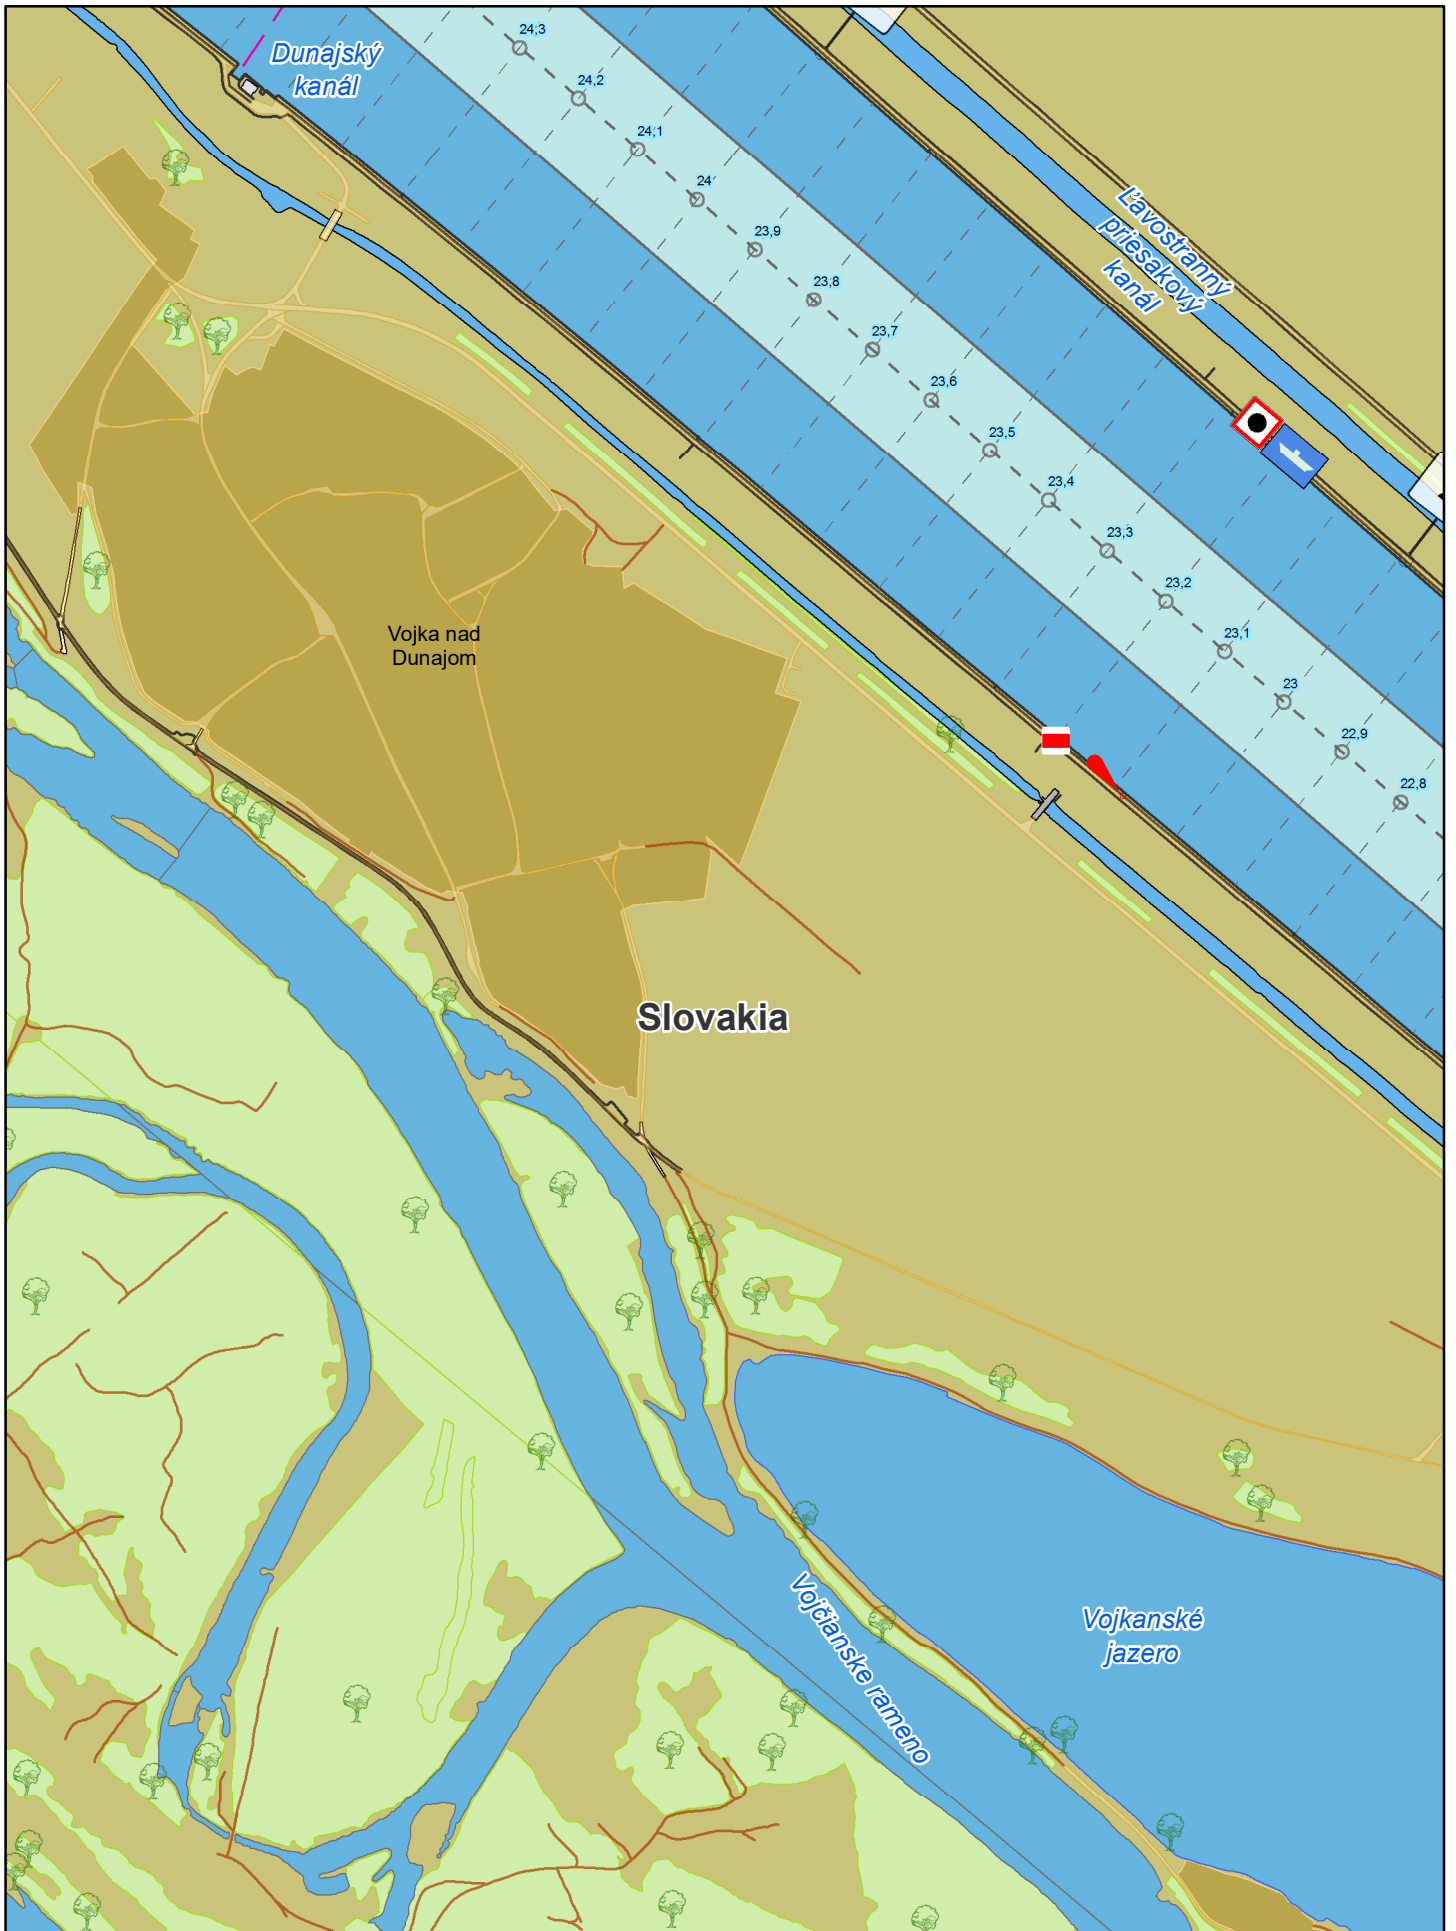 24,3
Dunajský
kanál
24,2
24,1
24
23,9
23,8
23,7
23,6
23,5
23,4
23,3
23,2
23,1
23
22,9
22,8
Ľavostranný
priesakový
kanál
Vojka nad
Dunajom
Slovakia
Vojčianske rameno
Vojkanské
jazero